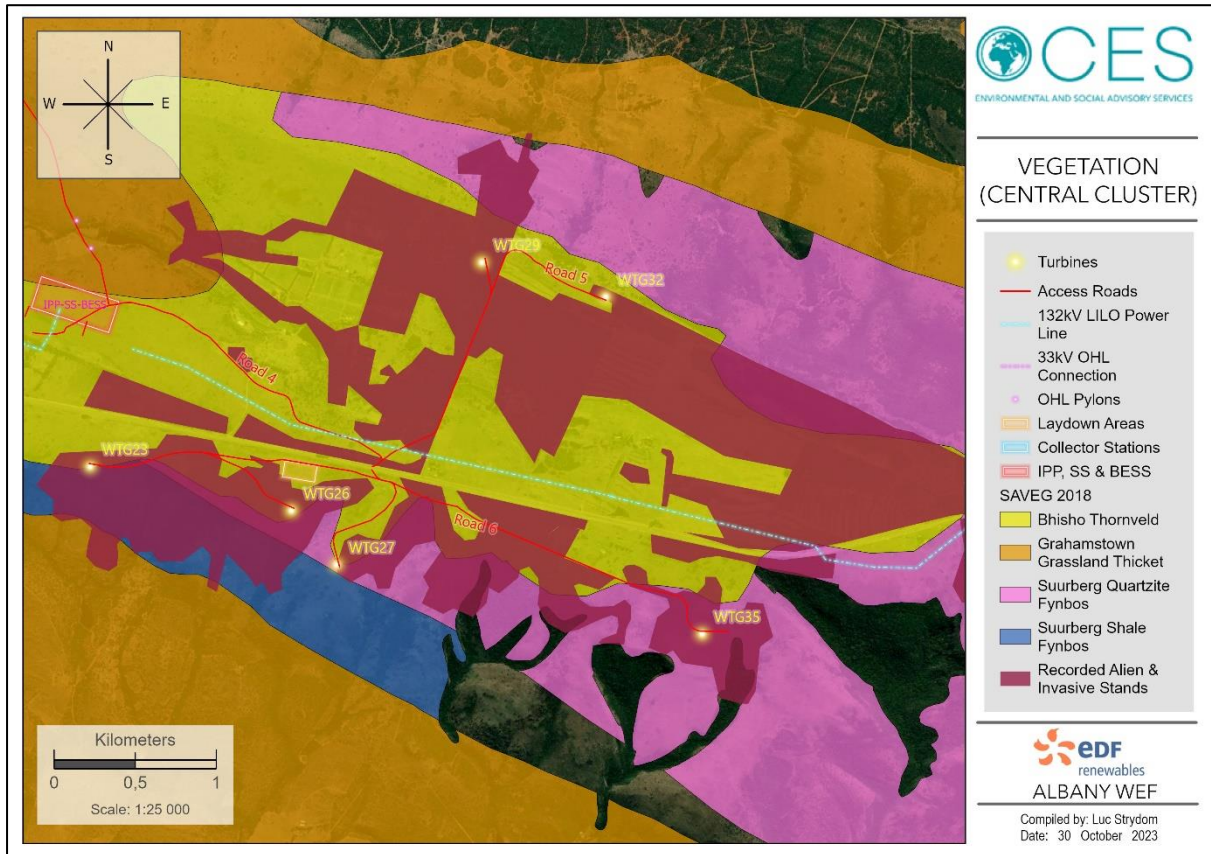 N
W
E
S
WTG29
Road 5
WTG32
IPP-SS-BESS
Road 4
WTG23
WTG26
WTG27
Road 6
WTG35
Kilometers
0
0,5
1
Scale: 1:25 000
CES
ENVIRONMENTAL AND SOCIAL ADVISORY SERVICES
VEGETATION
(CENTRAL CLUSTER)
Turbines
Access Roads
132kV LILO Power
Line
33kV OHL
Connection
OHL Pylons
Laydown Areas
Collector Stations
IPP, SS & BESS
SAVEG 2018
Bhisho Thornveld
Grahamstown
Grassland Thicket
Suurberg Quartzite
Fynbos
Suurberg Shale
Fynbos
Recorded Alien &
Invasive Stands
eDF
renewables
ALBANY WEF
Compiled by: Luc Strydom
Date: 30 October 2023